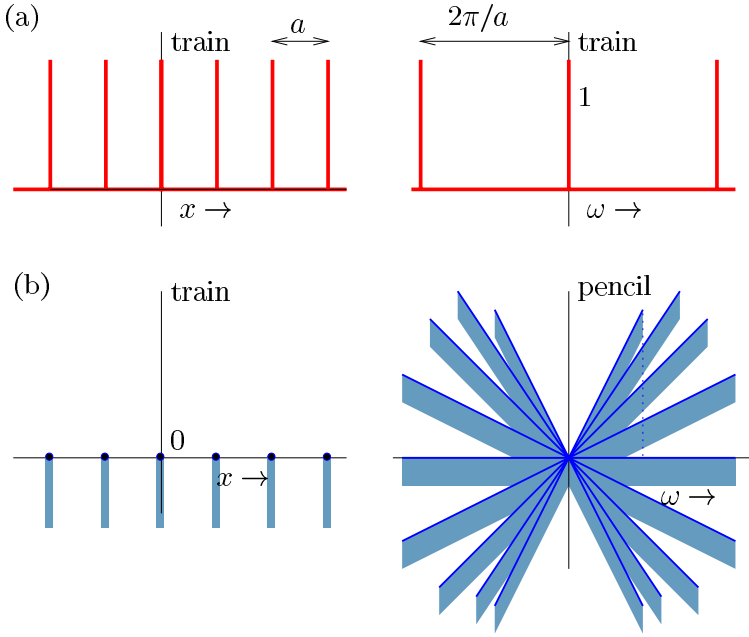 (a)
train
a
x →
2π/a
train
1
ω →
(b)
train
0
x →
pencil
ω →